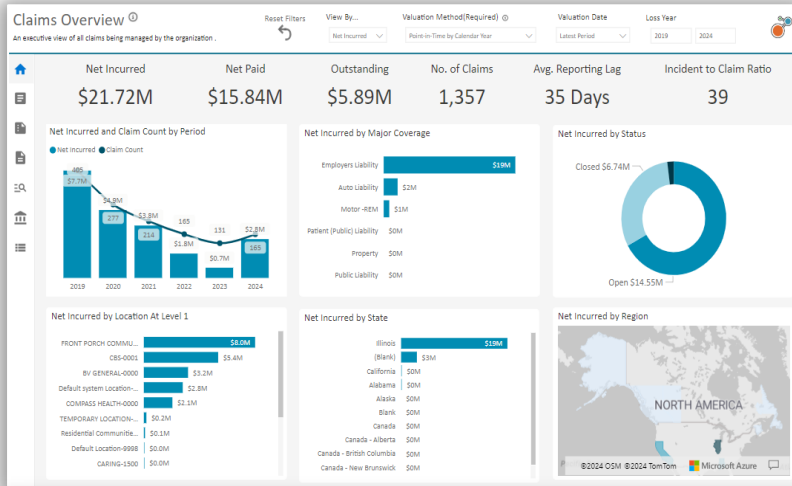 Claims Overview
An executive view of all claims being managed by the organization .
Reset Filters
View By...
Net Incurred
Valuation Method(Required)
Point-in-Time by Calendar Year
Valuation Date
Latest Period
Loss Year
2019
2024
Net Incurred
$21.72M
Net Paid
$15.84M
Outstanding
$5.89M
No. of Claims
1,357
Avg. Reporting Lag
35 Days
Incident to Claim Ratio
39
Net Incurred and Claim Count by Period
Net Incurred
Claim Count
$7.7M
$4.9M
277
$3.8M
214
165
$1.8M
131
$0.7M
$2.8M
165
2019
2020
2021
2022
2023
2024
Net Incurred by Major Coverage
Employers Liability
$19M
Auto Liability
$2M
Motor -REM
$1M
Patient (Public) Liability
$0M
Property
$0M
Public Liability
$0M
Net Incurred by Status
Closed $6.74M
Open $14.55M
Net Incurred by Location At Level 1
FRONT PORCH COMMU...
$8.0M
CBS-0001
$5.4M
BV GENERAL-0000
$3.2M
Default system Location-...
$2.8M
COMPASS HEALTH-0000
$2.1M
TEMPORARY LOCATION-...
$0.2M
Residential Communitie...
$0.1M
Default Location-9998
$0.0M
CARING-1500
$0.0M
Net Incurred by State
Illinois
$19M
(Blank)
$3M
California
$0M
Alabama
$0M
Alaska
$0M
Blank
$0M
Canada
$0M
Canada - Alberta
$0M
Canada - British Columbia
$0M
Canada - New Brunswick
$0M
Net Incurred by Region
NORTH AMERICA
©2024 OSM ©2024 TomTom
Microsoft Azure